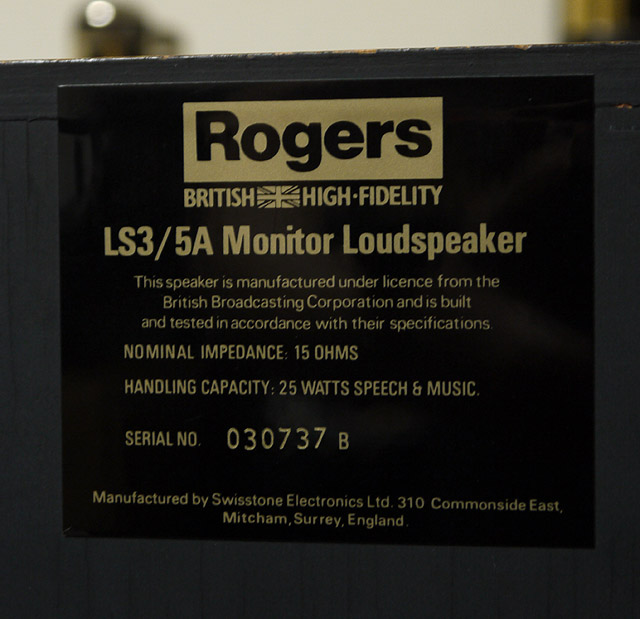 Rogers
BRITISH HIGH·FIDELITY
LS3/5A Monitor Loudspeaker
This speaker is manufactured under licence from the
British Broadcasting Corporation and is built
and tested in accordance with their specifications.
NOMINAL IMPEDANCE: 15 OHMS
HANDLING CAPACITY: 25 WATTS SPEECH & MUSIC.
SERIAL NO. 030737 B
Manufactured by Swisstone Electronics Ltd. 310 Commonside East,
Mitcham, Surrey, England.